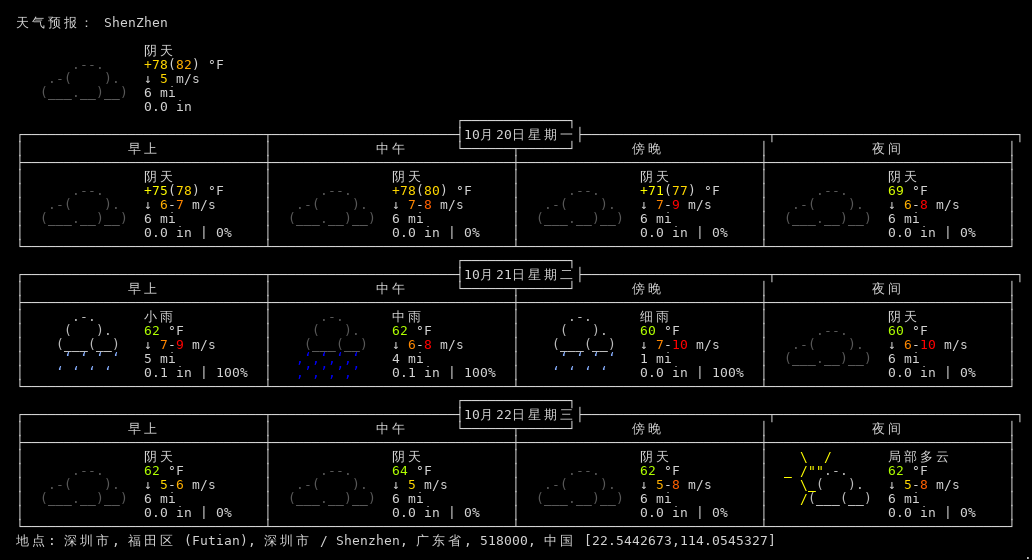 天气预报： ShenZhen
阴天
+78(82) °F
↓ 5 m/s
6 mi
0.0 in
10月20日星期一
早上 中午 傍晚 夜间
阴天 阴天 阴天 阴天
+75(78) °F +78(80) °F +71(77) °F 69 °F
↓ 6-7 m/s ↓ 7-8 m/s ↓ 7-9 m/s ↓ 6-8 m/s
6 mi 6 mi 6 mi 6 mi
0.0 in | 0% 0.0 in | 0% 0.0 in | 0% 0.0 in | 0%
10月21日星期二
早上 中午 傍晚 夜间
小雨 中雨 细雨 阴天
62 °F 62 °F 60 °F 60 °F
↓ 7-9 m/s ↓ 6-8 m/s ↓ 7-10 m/s ↓ 6-10 m/s
5 mi 4 mi 1 mi 6 mi
0.1 in | 100% 0.1 in | 100% 0.0 in | 100% 0.0 in | 0%
10月22日星期三
早上 中午 傍晚 夜间
阴天 阴天 阴天 局部多云
62 °F 64 °F 62 °F 62 °F
↓ 5-6 m/s ↓ 5 m/s ↓ 5-8 m/s ↓ 5-8 m/s
6 mi 6 mi 6 mi 6 mi
0.0 in | 0% 0.0 in | 0% 0.0 in | 0% 0.0 in | 0%
地点: 深圳市, 福田区 (Futian), 深圳市 / Shenzhen, 广东省, 518000, 中国 [22.5442673,114.0545327]